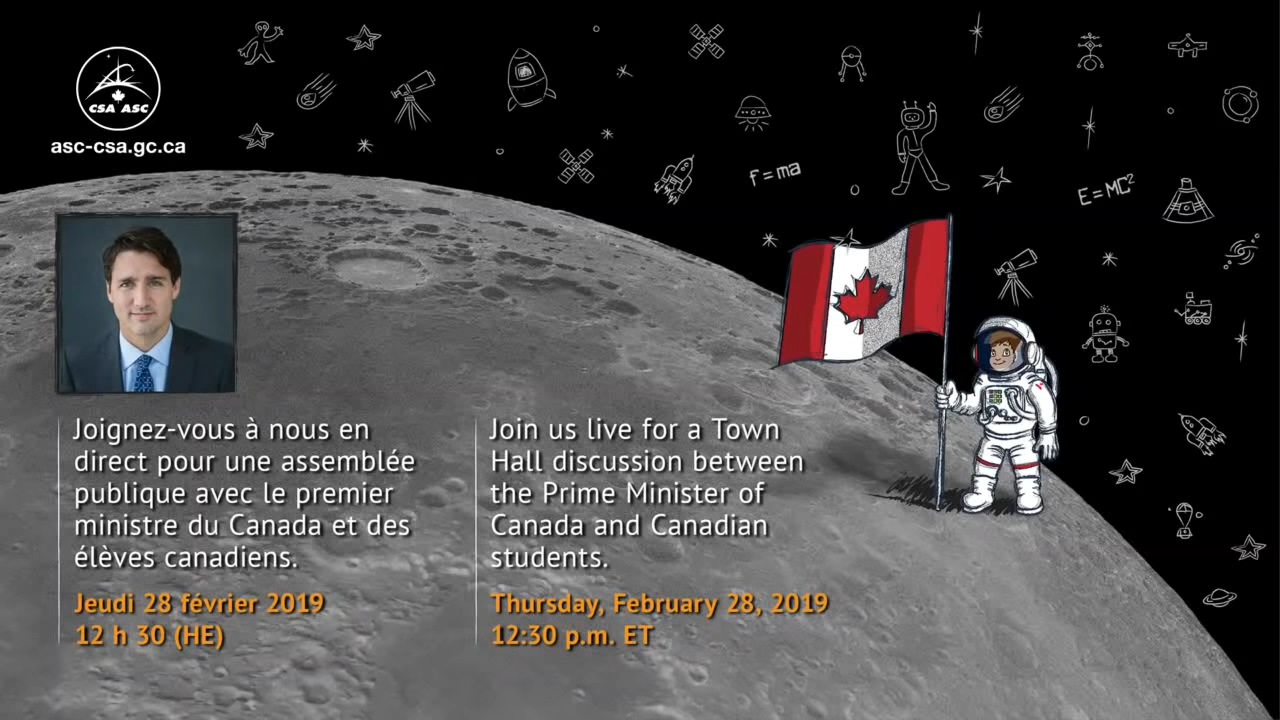 CSA ASC
asc-csa.gc.ca
f=ma
E=MC²
Joignez-vous à nous en
direct pour une assemblée
publique avec le premier
ministre du Canada et des
élèves canadiens.
Jeudi 28 février 2019
12 h 30 (HE)
Join us live for a Town
Hall discussion between
the Prime Minister of
Canada and Canadian
students.
Thursday, February 28, 2019
12:30 p.m. ET